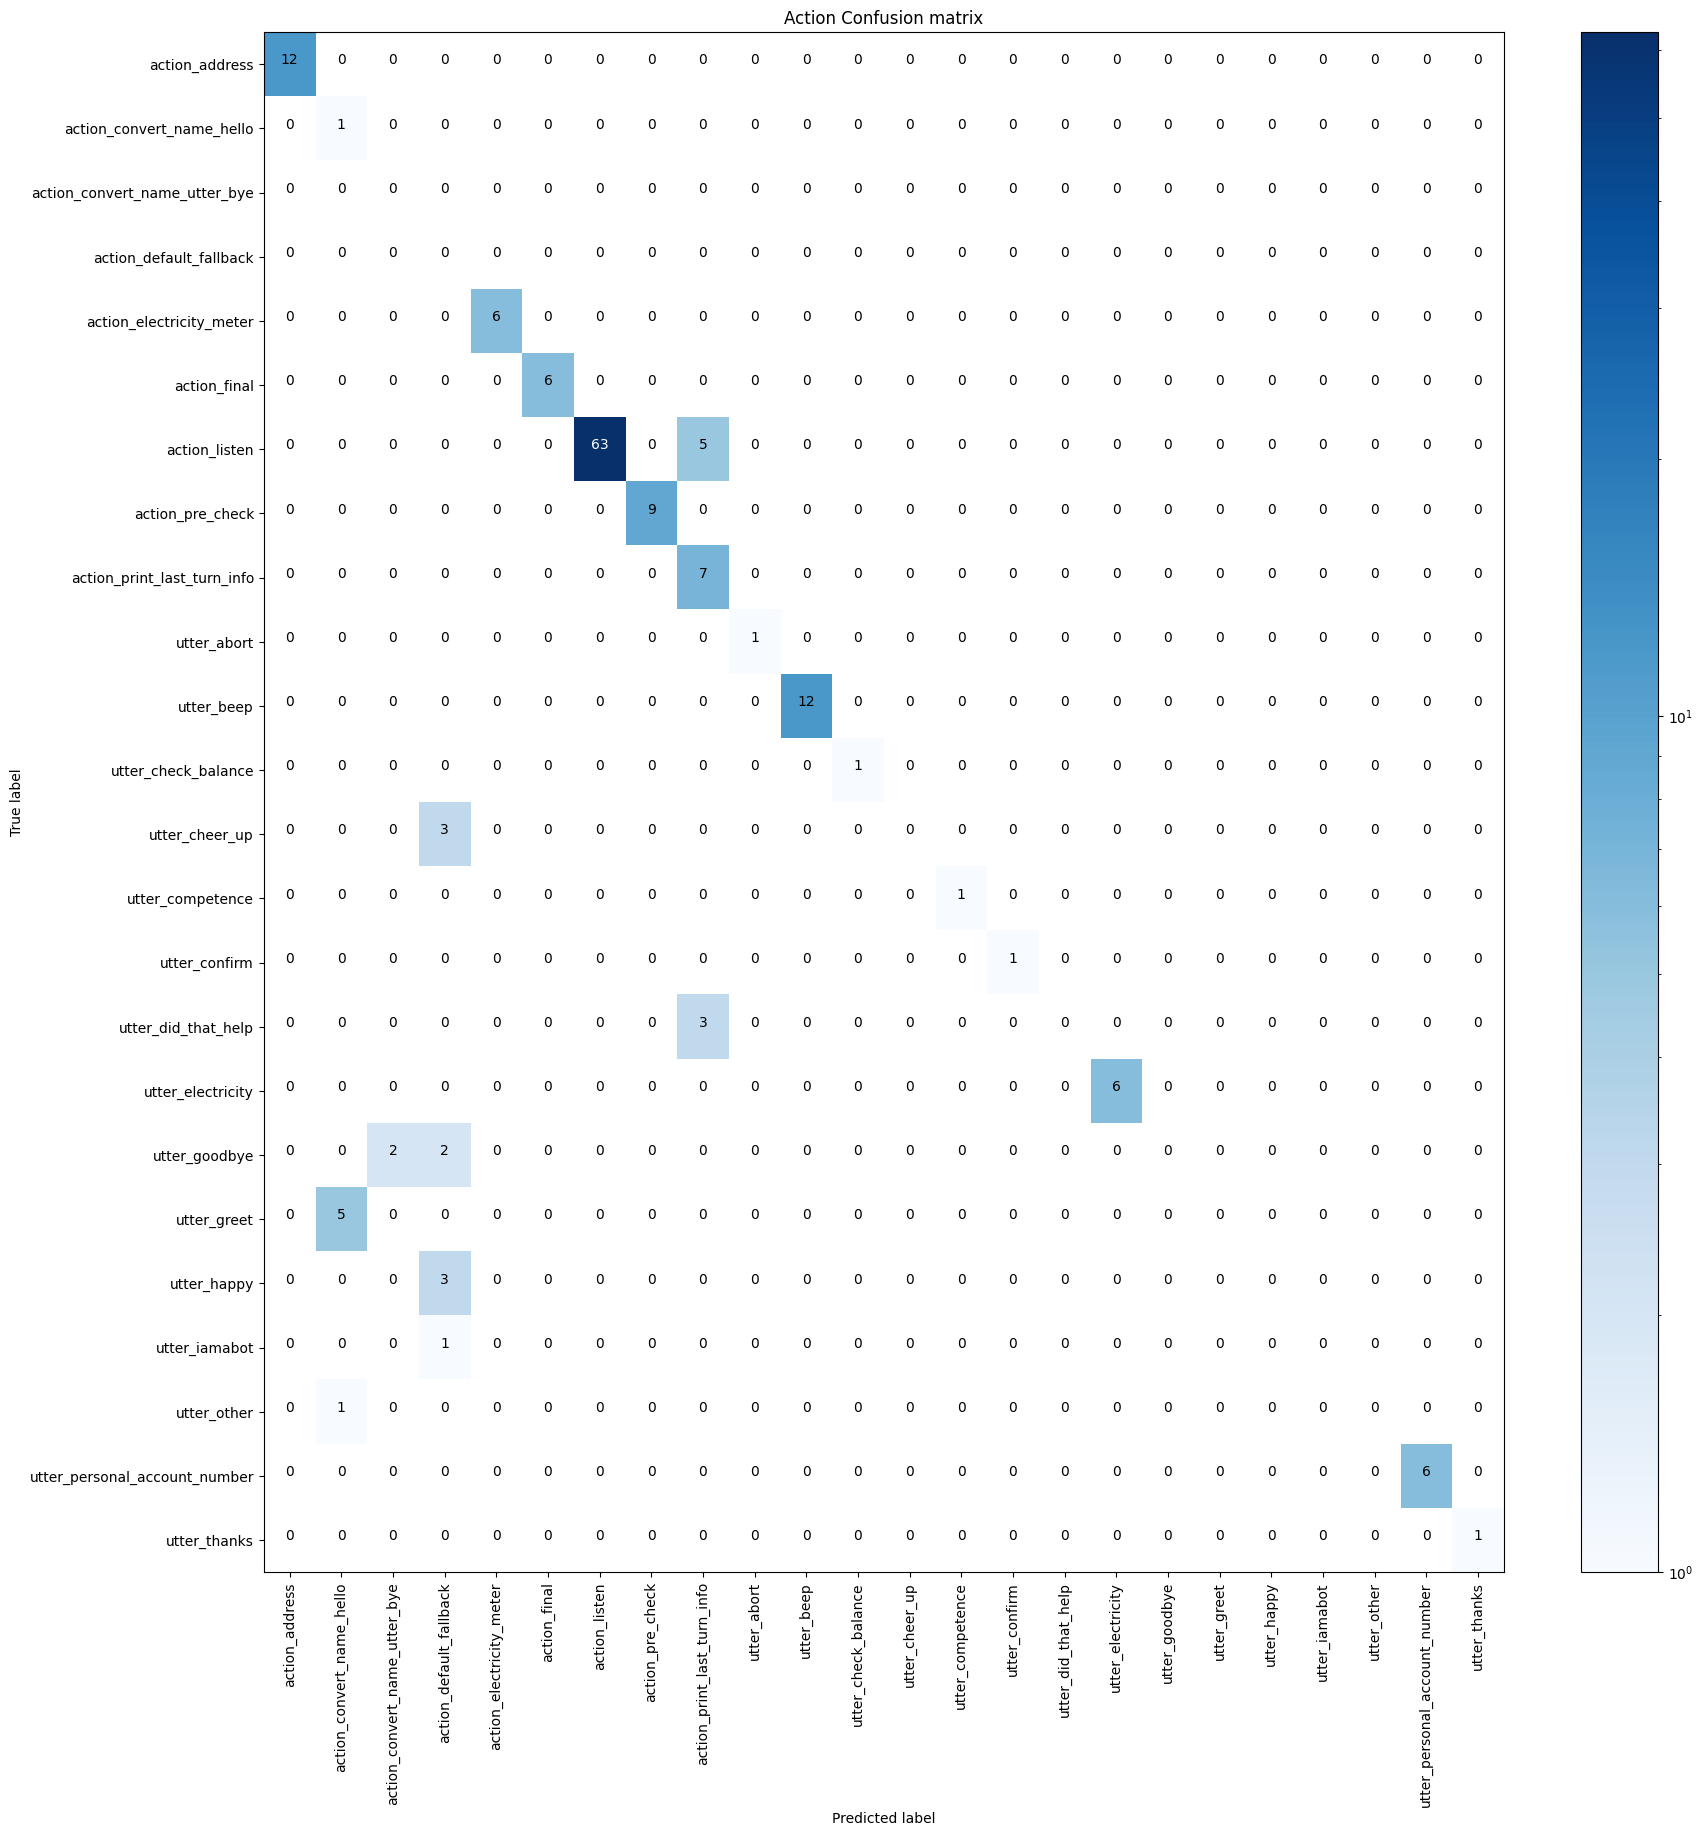 Action Confusion matrix
action_address 12 0 0 0 0 0 0 0 0 0 0 0 0 0 0 0 0 0 0 0 0 0 0 0
action_convert_name_hello 0 1 0 0 0 0 0 0 0 0 0 0 0 0 0 0 0 0 0 0 0 0 0 0
action_convert_name_utter_bye 0 0 0 0 0 0 0 0 0 0 0 0 0 0 0 0 0 0 0 0 0 0 0 0
action_default_fallback 0 0 0 0 0 0 0 0 0 0 0 0 0 0 0 0 0 0 0 0 0 0 0 0
action_electricity_meter 0 0 0 0 6 0 0 0 0 0 0 0 0 0 0 0 0 0 0 0 0 0 0 0
action_final 0 0 0 0 0 6 0 0 0 0 0 0 0 0 0 0 0 0 0 0 0 0 0 0
action_listen 0 0 0 0 0 0 63 0 5 0 0 0 0 0 0 0 0 0 0 0 0 0 0 0
action_pre_check 0 0 0 0 0 0 0 9 0 0 0 0 0 0 0 0 0 0 0 0 0 0 0 0
action_print_last_turn_info 0 0 0 0 0 0 0 0 7 0 0 0 0 0 0 0 0 0 0 0 0 0 0 0
utter_abort 0 0 0 0 0 0 0 0 0 1 0 0 0 0 0 0 0 0 0 0 0 0 0 0
utter_beep 0 0 0 0 0 0 0 0 0 0 12 0 0 0 0 0 0 0 0 0 0 0 0 0
utter_check_balance 0 0 0 0 0 0 0 0 0 0 0 1 0 0 0 0 0 0 0 0 0 0 0 0
utter_cheer_up 0 0 0 3 0 0 0 0 0 0 0 0 0 0 0 0 0 0 0 0 0 0 0 0
utter_competence 0 0 0 0 0 0 0 0 0 0 0 0 0 1 0 0 0 0 0 0 0 0 0 0
utter_confirm 0 0 0 0 0 0 0 0 0 0 0 0 0 0 1 0 0 0 0 0 0 0 0 0
utter_did_that_help 0 0 0 0 0 0 0 0 3 0 0 0 0 0 0 0 0 0 0 0 0 0 0 0
utter_electricity 0 0 0 0 0 0 0 0 0 0 0 0 0 0 0 0 6 0 0 0 0 0 0 0
utter_goodbye 0 0 2 2 0 0 0 0 0 0 0 0 0 0 0 0 0 0 0 0 0 0 0 0
utter_greet 0 5 0 0 0 0 0 0 0 0 0 0 0 0 0 0 0 0 0 0 0 0 0 0
utter_happy 0 0 0 3 0 0 0 0 0 0 0 0 0 0 0 0 0 0 0 0 0 0 0 0
utter_iamabot 0 0 0 1 0 0 0 0 0 0 0 0 0 0 0 0 0 0 0 0 0 0 0 0
utter_other 0 1 0 0 0 0 0 0 0 0 0 0 0 0 0 0 0 0 0 0 0 0 0 0
utter_personal_account_number 0 0 0 0 0 0 0 0 0 0 0 0 0 0 0 0 0 0 0 0 0 0 6 0
utter_thanks 0 0 0 0 0 0 0 0 0 0 0 0 0 0 0 0 0 0 0 0 0 0 0 1
True label
action_address
action_convert_name_hello
action_convert_name_utter_bye
action_default_fallback
action_electricity_meter
action_final
action_listen
action_pre_check
action_print_last_turn_info
utter_abort
utter_beep
utter_check_balance
utter_cheer_up
utter_competence
utter_confirm
utter_did_that_help
utter_electricity
utter_goodbye
utter_greet
utter_happy
utter_iamabot
utter_other
utter_personal_account_number
utter_thanks
Predicted label
10¹
10⁰